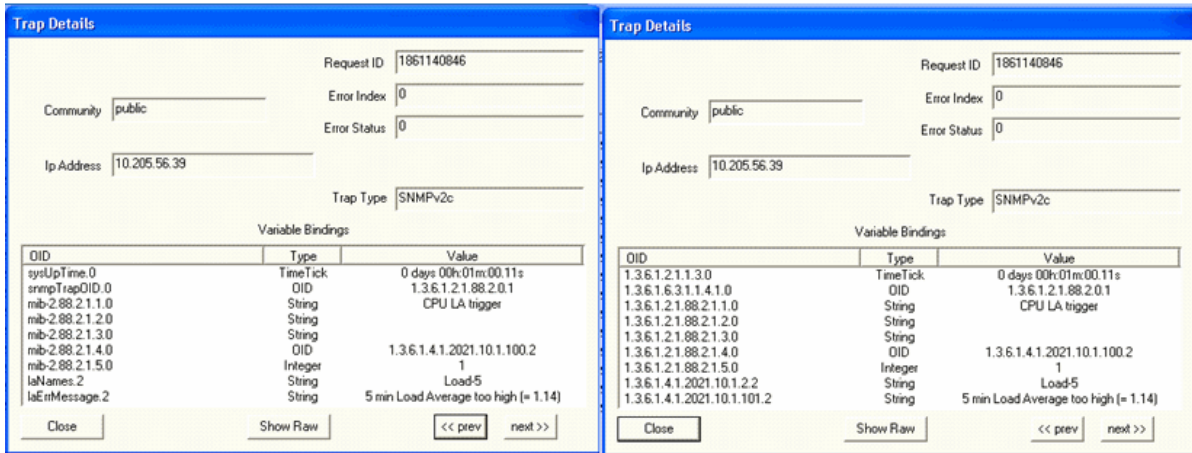 Trap Details
Request ID 1861140846
Community public
Error Index 0
Error Status 0
Ip Address 10.205.56.39
Trap Type SNMPv2c
Variable Bindings
OID Type Value
sysUpTime.0 TimeTick 0 days 00h:01m:00.11s
snmpTrapOID.0 OID 1.3.6.1.2.1.88.2.0.1
mib-2.88.2.1.1.0 String CPU LA trigger
mib-2.88.2.1.2.0 String
mib-2.88.2.1.3.0 String
mib-2.88.2.1.4.0 OID 1.3.6.1.4.1.2021.10.1.100.2
mib-2.88.2.1.5.0 Integer 1
laNames.2 String Load-5
laErrMessage.2 String 5 min Load Average too high (= 1.14)
Close Show Raw << prev next >>
Trap Details
Request ID 1861140846
Community public
Error Index 0
Error Status 0
Ip Address 10.205.56.39
Trap Type SNMPv2c
Variable Bindings
OID Type Value
1.3.6.1.2.1.1.3.0 TimeTick 0 days 00h:01m:00.11s
1.3.6.1.6.3.1.1.4.1.0 OID 1.3.6.1.2.1.88.2.0.1
1.3.6.1.2.1.88.2.1.1.0 String CPU LA trigger
1.3.6.1.2.1.88.2.1.2.0 String
1.3.6.1.2.1.88.2.1.3.0 String
1.3.6.1.2.1.88.2.1.4.0 OID 1.3.6.1.4.1.2021.10.1.100.2
1.3.6.1.2.1.88.2.1.5.0 Integer 1
1.3.6.1.4.1.2021.10.1.2.2 String Load-5
1.3.6.1.4.1.2021.10.1.101.2 String 5 min Load Average too high (= 1.14)
Close Show Raw << prev next >>